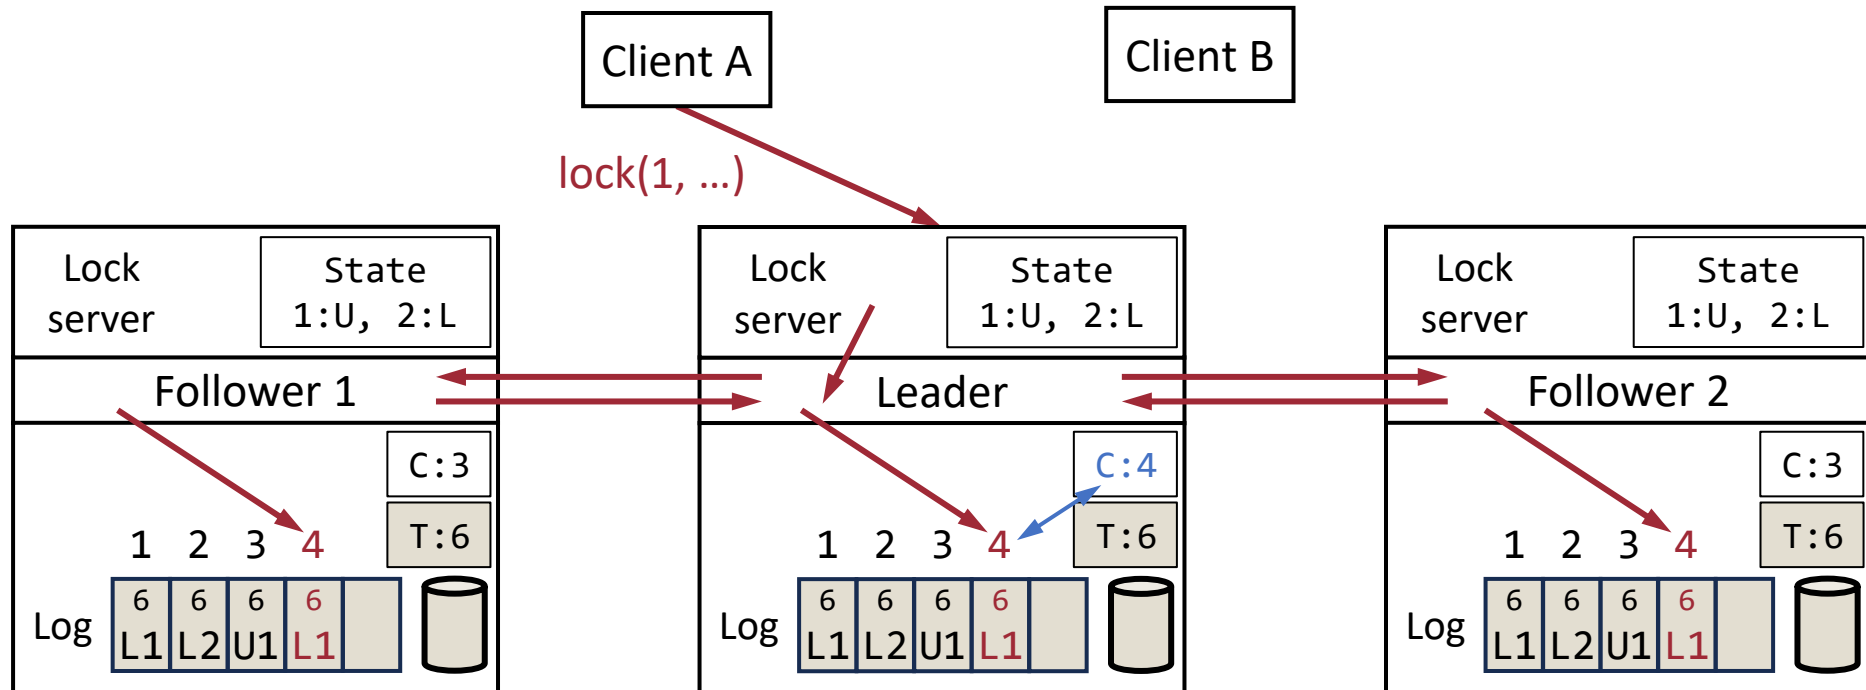 Client A
Client B
lock(1, …)
Lock
server
State
1:U, 2:L
Follower 1
C:3
T:6
1 2 3 4
Log
6 6 6 6
L1 L2 U1 L1
Lock
server
State
1:U, 2:L
Leader
C:4
T:6
1 2 3 4
Log
6 6 6 6
L1 L2 U1 L1
Lock
server
State
1:U, 2:L
Follower 2
C:3
T:6
1 2 3 4
Log
6 6 6 6
L1 L2 U1 L1